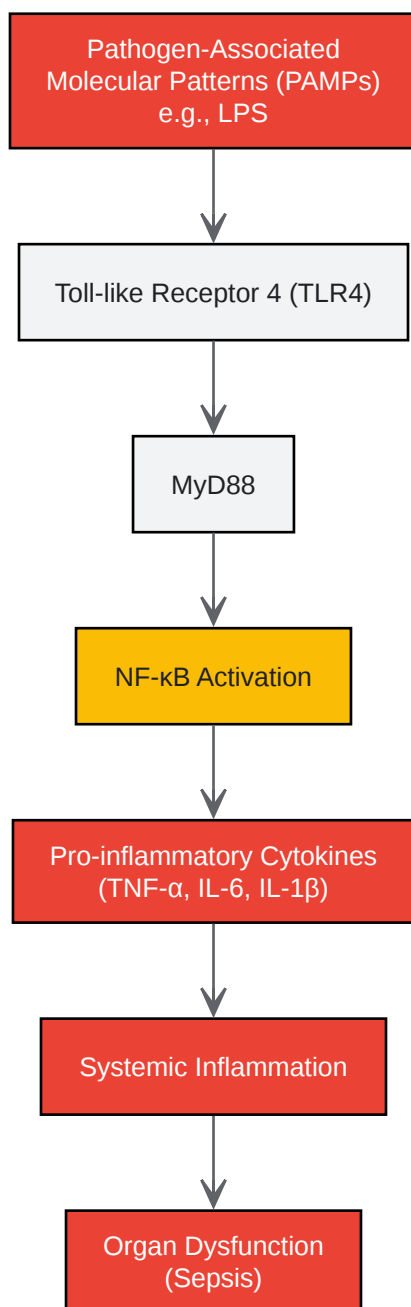 Pathogen-Associated
Molecular Patterns (PAMPs)
e.g., LPS
Toll-like Receptor 4 (TLR4)
MyD88
NF-κB Activation
Pro-inflammatory Cytokines
(TNF-α, IL-6, IL-1β)
Systemic Inflammation
Organ Dysfunction
(Sepsis)